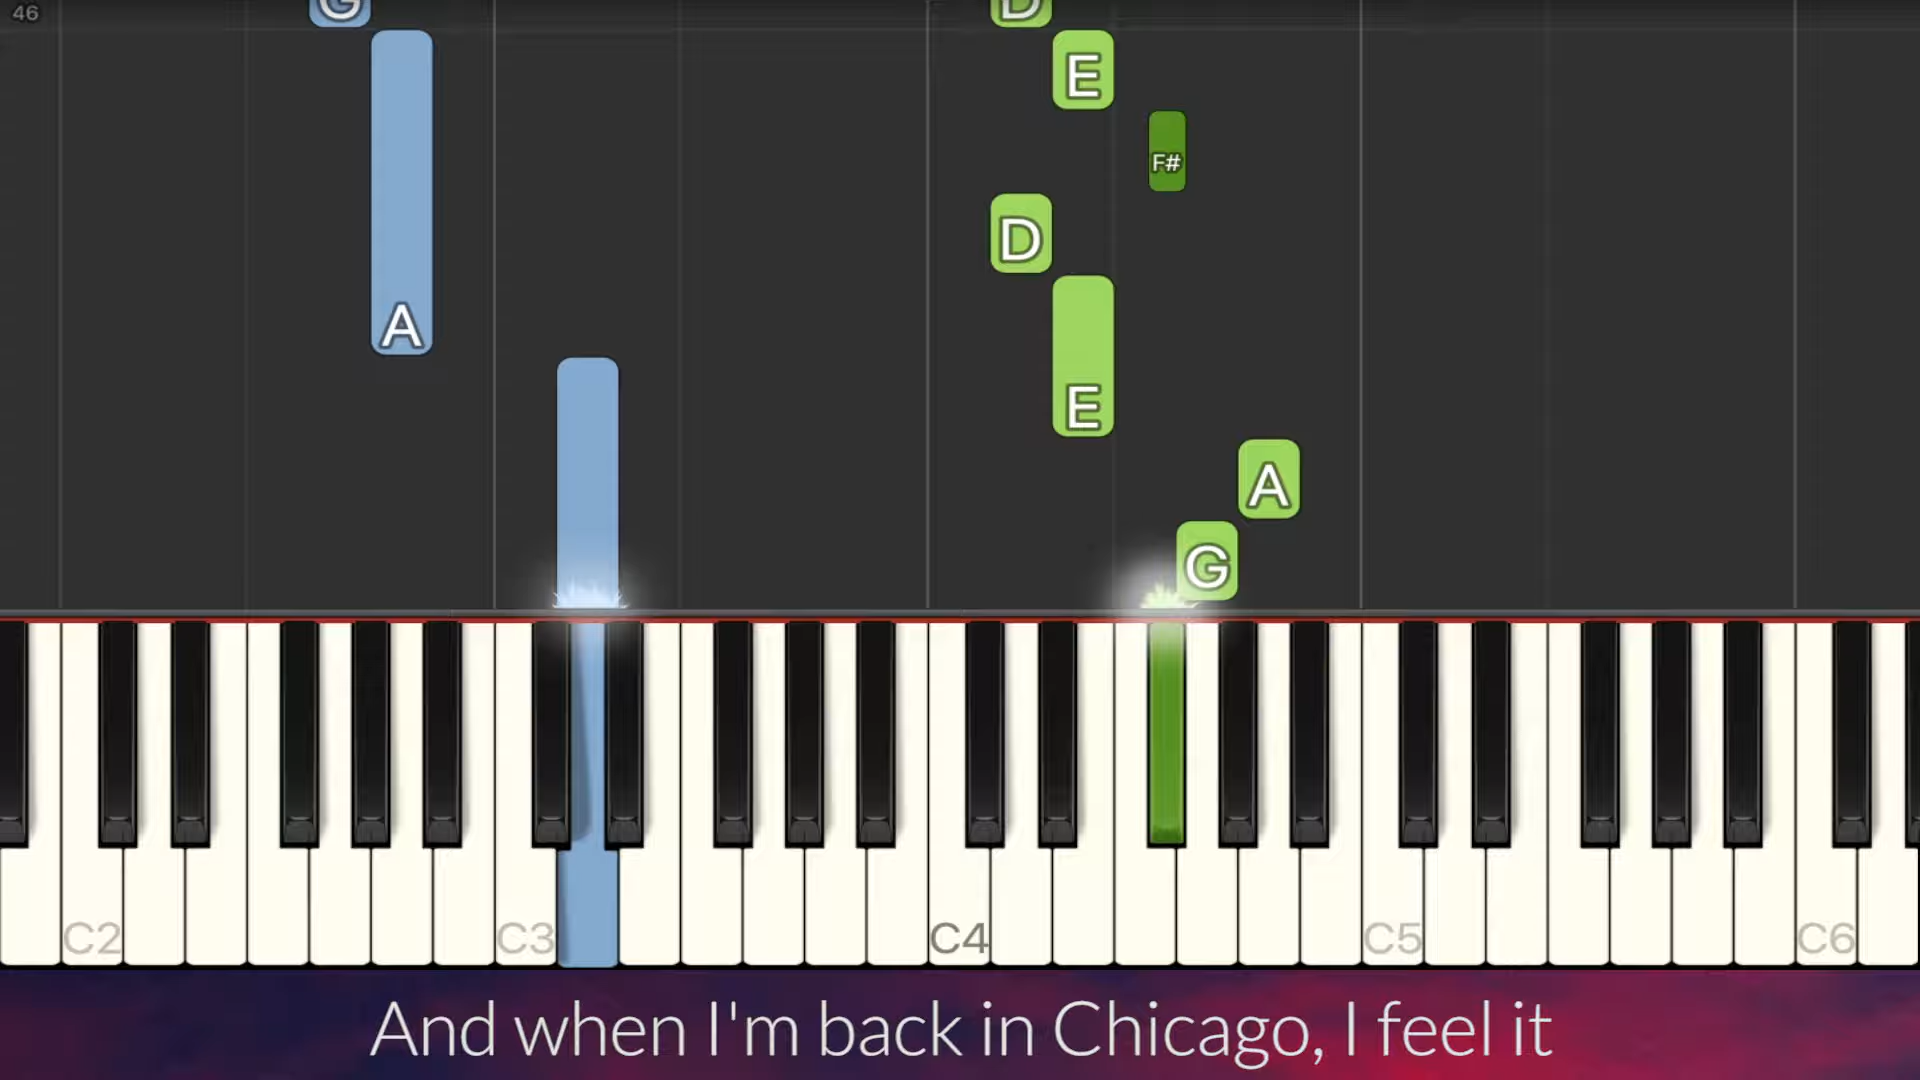 46
G
D
E
F#
D
A
E
A
G
C2
C3
C4
C5
C6
And when I'm back in Chicago, I feel it